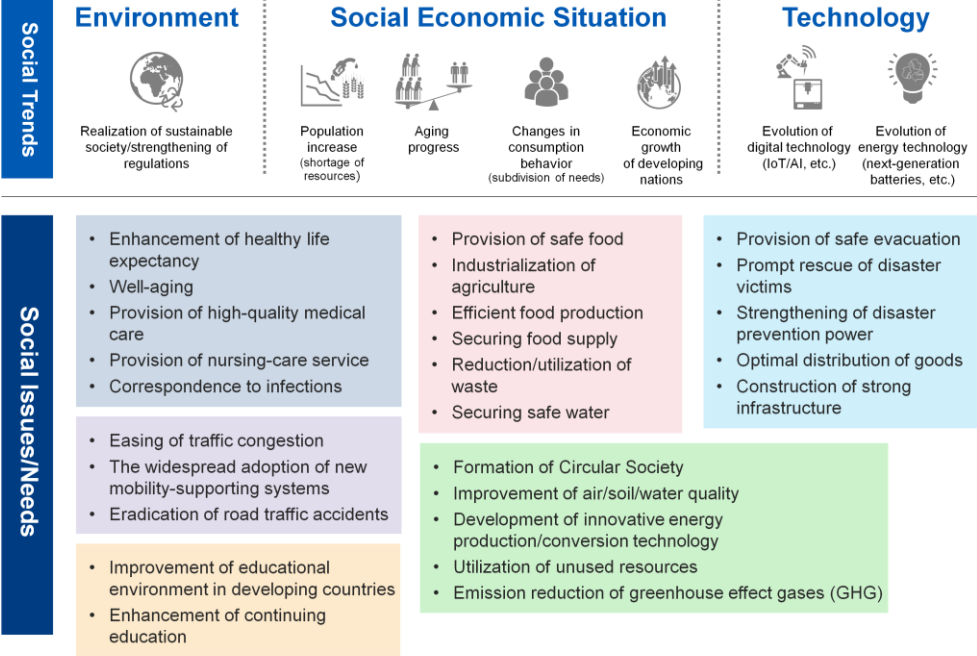 Social Trends
Environment
Social Economic Situation
Technology
Realization of sustainable
society/strengthening of
regulations
Population
increase
(shortage of
resources)
Aging
progress
Changes in
consumption
behavior
(subdivision of needs)
Economic
growth
of developing
nations
Evolution of
digital technology
(IoT/AI, etc.)
Evolution of
energy technology
(next-generation
batteries, etc.)
Social Issues/Needs
• Enhancement of healthy life
expectancy
• Well-aging
• Provision of high-quality medical
care
• Provision of nursing-care service
• Correspondence to infections
• Easing of traffic congestion
• The widespread adoption of new
mobility-supporting systems
• Eradication of road traffic accidents
• Improvement of educational
environment in developing countries
• Enhancement of continuing
education
• Provision of safe food
• Industrialization of
agriculture
• Efficient food production
• Securing food supply
• Reduction/utilization of
waste
• Securing safe water
• Provision of safe evacuation
• Prompt rescue of disaster
victims
• Strengthening of disaster
prevention power
• Optimal distribution of goods
• Construction of strong
infrastructure
• Formation of Circular Society
• Improvement of air/soil/water quality
• Development of innovative energy
production/conversion technology
• Utilization of unused resources
• Emission reduction of greenhouse effect gases (GHG)